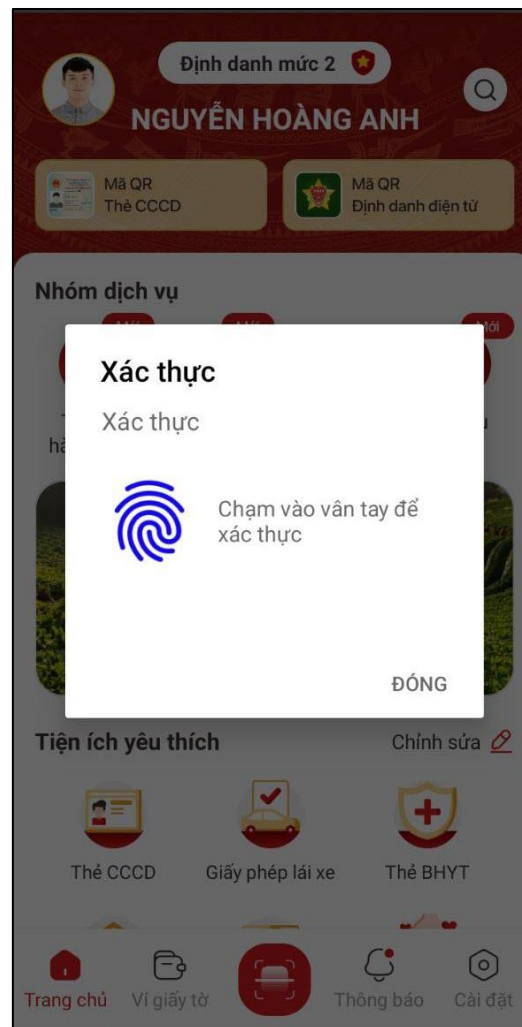 Định danh mức 2
NGUYỄN HOÀNG ANH
Mã QR
Thẻ CCCD
Mã QR
Định danh điện tử
Nhóm dịch vụ
Mới
Xác thực
Xác thực
Chạm vào vân tay để
xác thực
ĐÓNG
Tiện ích yêu thích
Chỉnh sửa
Thẻ CCCD
Giấy phép lái xe
Thẻ BHYT
Trang chủ
Ví giấy tờ
Thông báo
Cài đặt